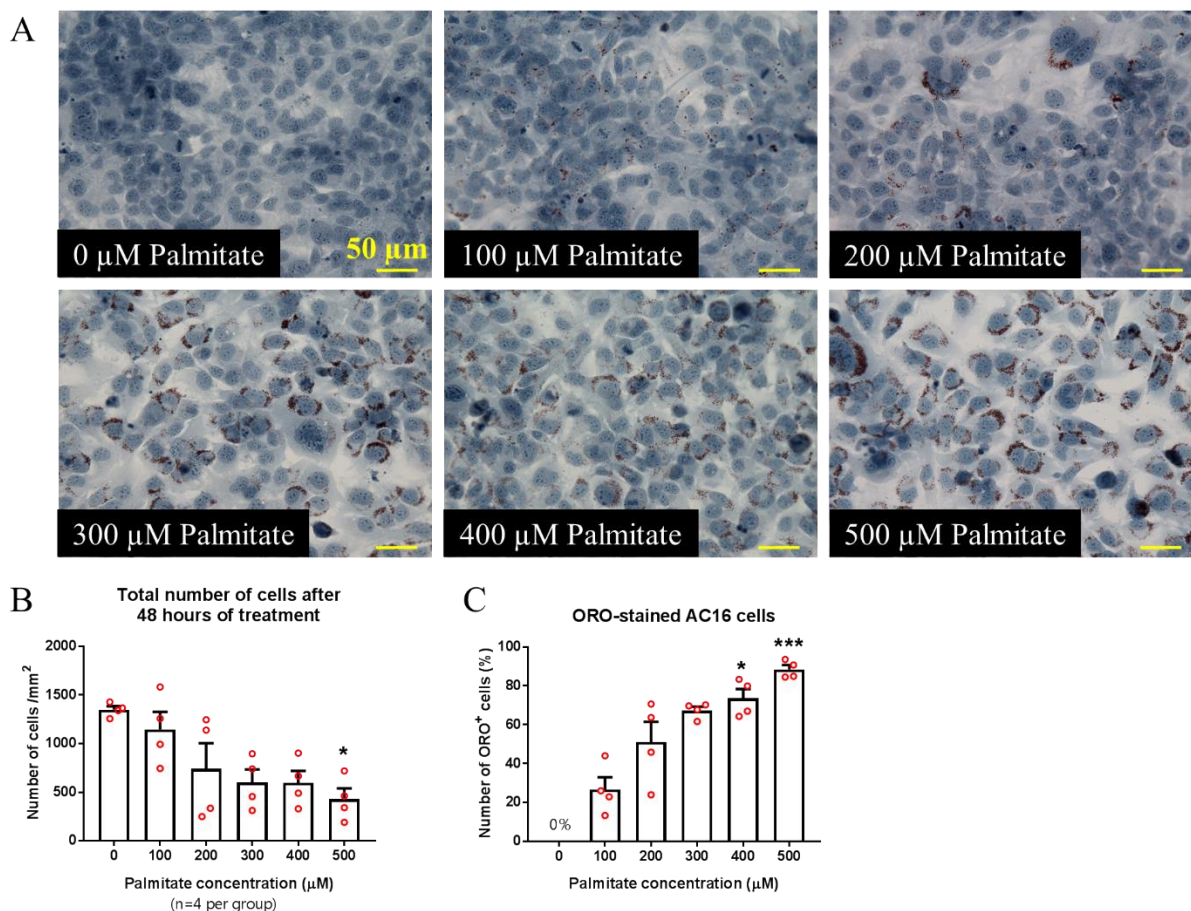 A
0 µM Palmitate
50 µm
100 µM Palmitate
200 µM Palmitate
300 µM Palmitate
400 µM Palmitate
500 µM Palmitate
B
Total number of cells after
48 hours of treatment
Number of cells /mm²
2000
1500
1000
500
0
*
0 100 200 300 400 500
Palmitate concentration (µM)
(n=4 per group)
C
ORO-stained AC16 cells
Number of ORO⁺ cells (%)
100
80
60
40
20
0
0%
*
***
0 100 200 300 400 500
Palmitate concentration (µM)